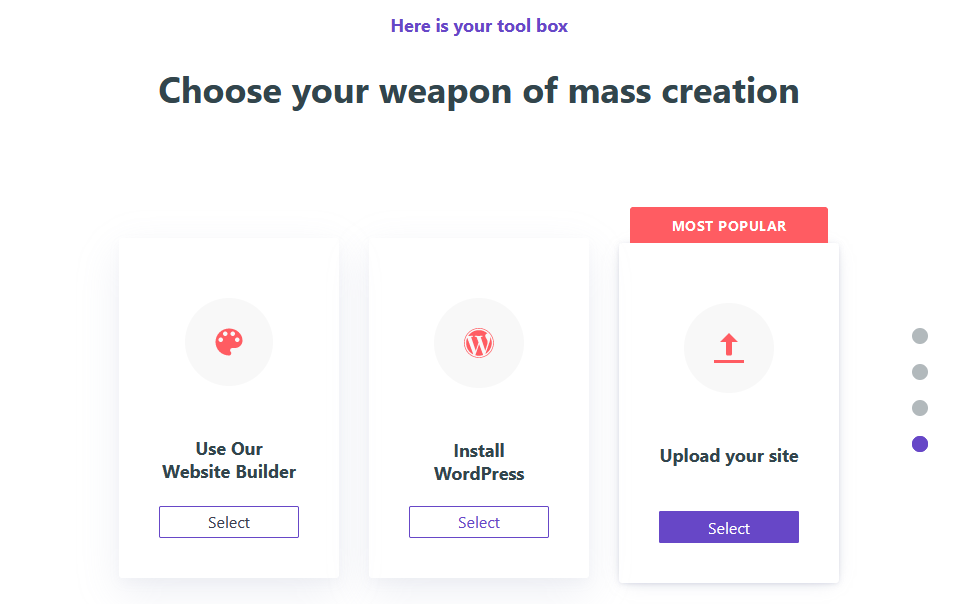 Here is your tool box
Choose your weapon of mass creation
MOST POPULAR
Use Our
Website Builder
Select
Install
WordPress
Select
Upload your site
Select